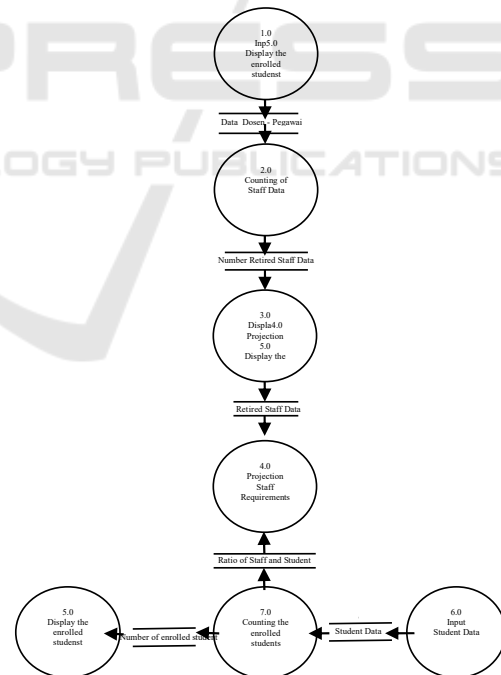 PRESS
LOGY PUBLICATIONS
1.0
Inp5.0
Display the
enrolled
studenst
Data Dosen - Pegawai
2.0
Counting of
Staff Data
Number Retired Staff Data
3.0
Displa4.0
Projection
5.0
Display the
Retired Staff Data
4.0
Projection
Staff
Requirements
Ratio of Staff and Student
5.0
Display the
enrolled
studenst
Number of enrolled student
7.0
Counting the
enrolled
students
Student Data
6.0
Input
Student Data